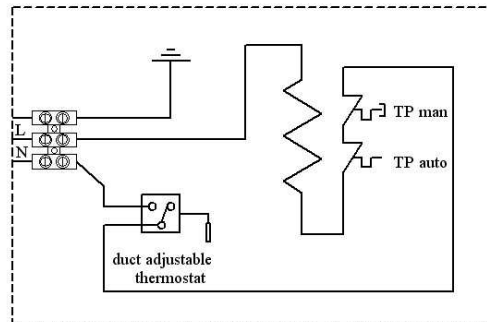 L
N
TP man
TP auto
duct adjustable
thermostat